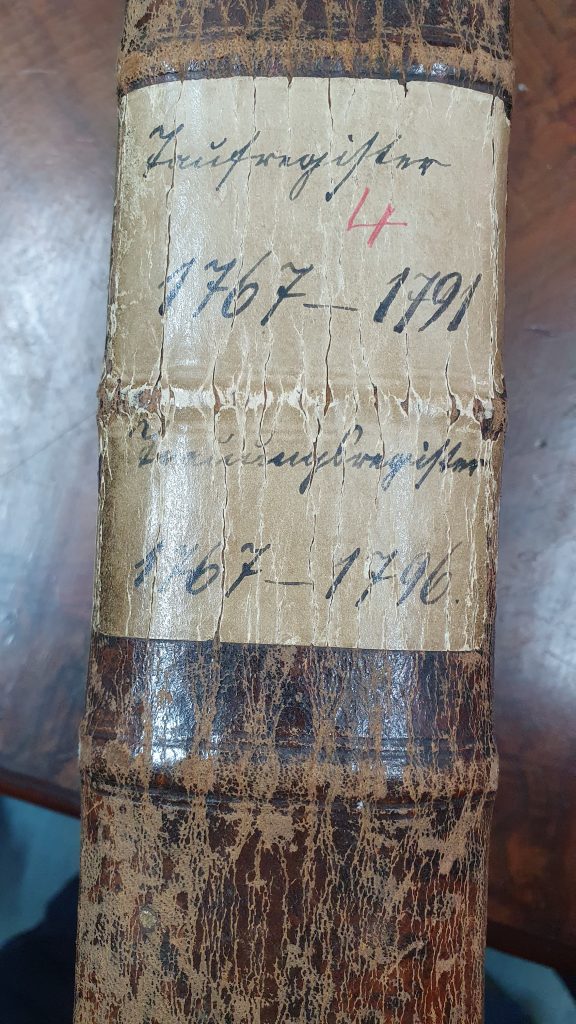 Taufregister
4
1767 – 1791
Trauungsregister
1767 – 1796.